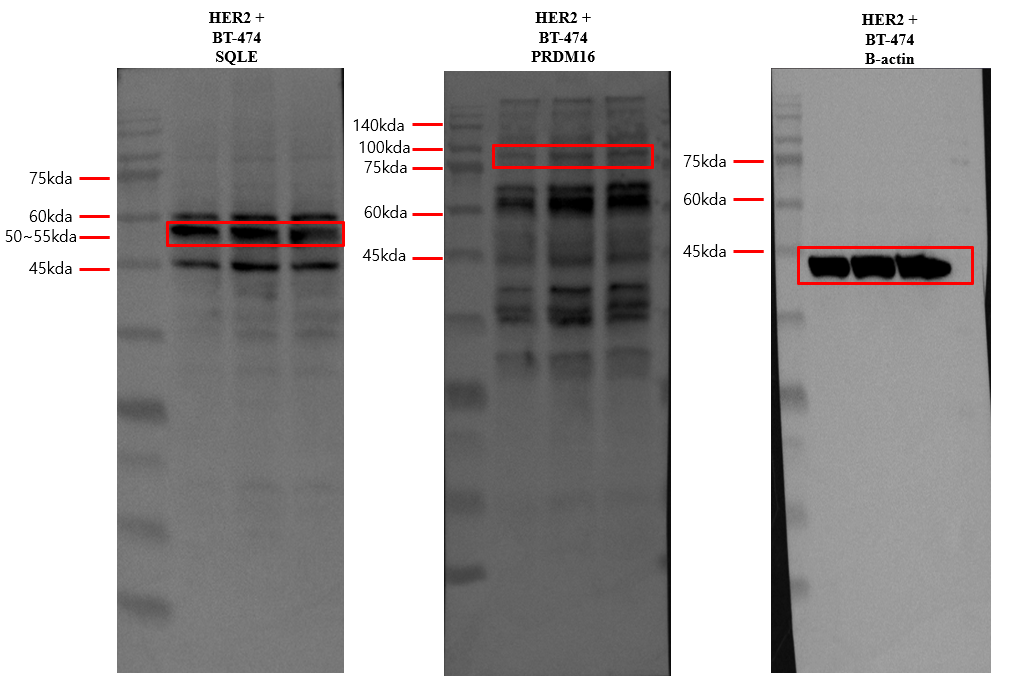 HER2 +
BT-474
SQLE
75kda
60kda
50~55kda
45kda
HER2 +
BT-474
PRDM16
140kda
100kda
75kda
60kda
45kda
HER2 +
BT-474
B-actin
75kda
60kda
45kda